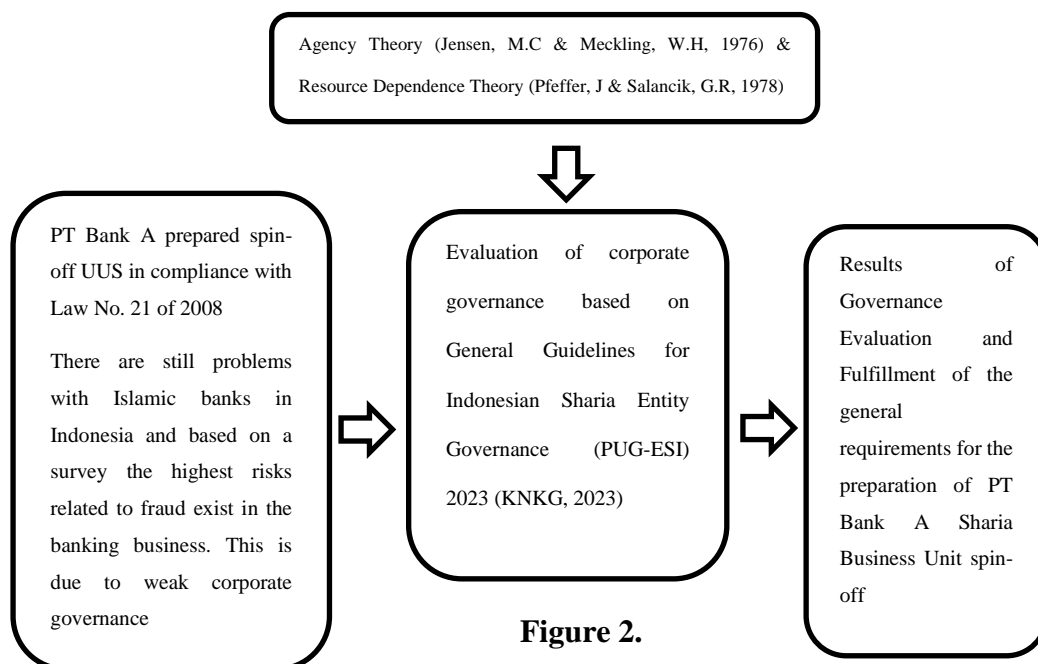 Agency Theory (Jensen, M.C & Meckling, W.H, 1976) &
Resource Dependence Theory (Pfeffer, J & Salancik, G.R, 1978)
PT Bank A prepared spin-
off UUS in compliance with
Law No. 21 of 2008
There are still problems
with Islamic banks in
Indonesia and based on a
survey the highest risks
related to fraud exist in the
banking business. This is
due to weak corporate
governance
Evaluation of corporate
governance based on
General Guidelines for
Indonesian Sharia Entity
Governance (PUG-ESI)
2023 (KNKG, 2023)
Results of
Governance
Evaluation and
Fulfillment of the
general
requirements for the
preparation of PT
Bank A Sharia
Business Unit spin-
off
Figure 2.